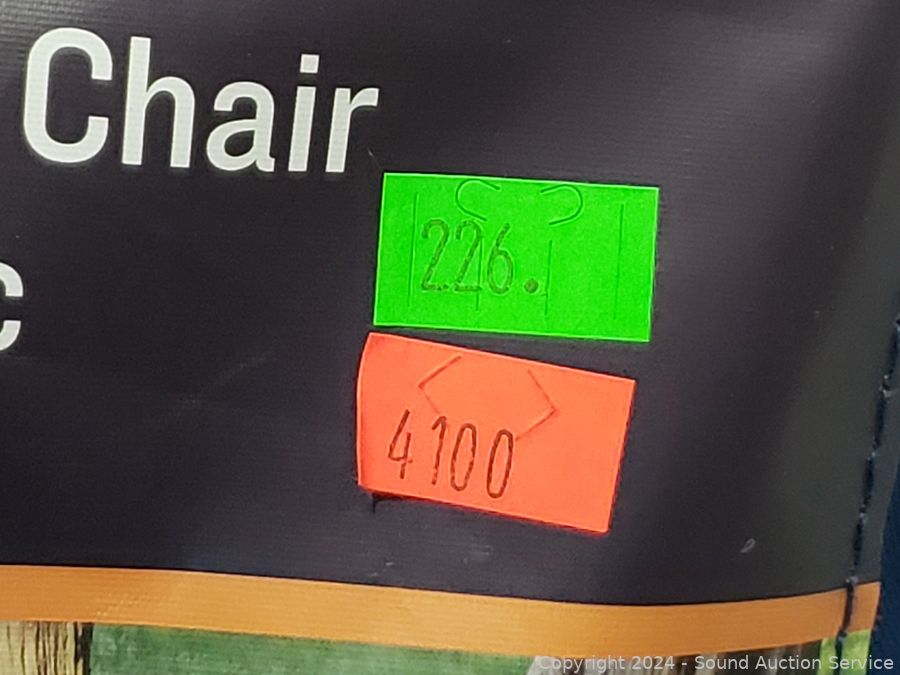 Chair
c
226.
4100
Copyright 2024 - Sound Auction Service